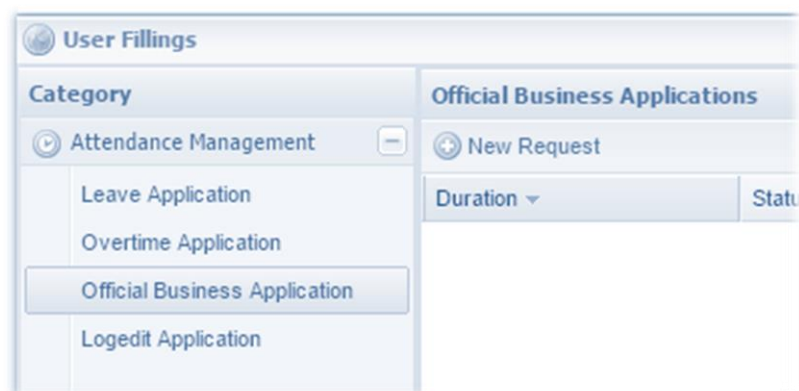 User Fillings
Category
Attendance Management
Leave Application
Overtime Application
Official Business Application
Logedit Application
Official Business Applications
New Request
Duration